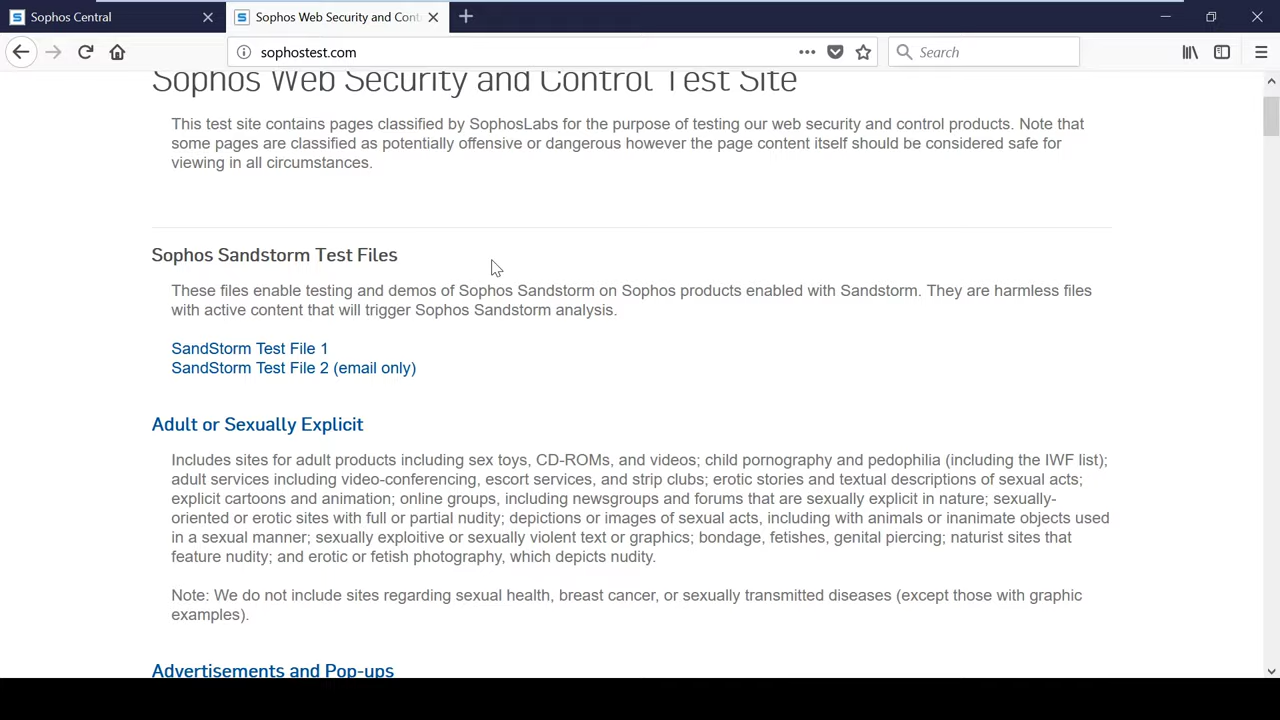 Sophos Central
Sophos Web Security and Cont
sophostest.com
Search
Sophos Web Security and Control Test Site
This test site contains pages classified by SophosLabs for the purpose of testing our web security and control products. Note that
some pages are classified as potentially offensive or dangerous however the page content itself should be considered safe for
viewing in all circumstances.
Sophos Sandstorm Test Files
These files enable testing and demos of Sophos Sandstorm on Sophos products enabled with Sandstorm. They are harmless files
with active content that will trigger Sophos Sandstorm analysis.
SandStorm Test File 1
SandStorm Test File 2 (email only)
Adult or Sexually Explicit
Includes sites for adult products including sex toys, CD-ROMs, and videos; child pornography and pedophilia (including the IWF list);
adult services including video-conferencing, escort services, and strip clubs; erotic stories and textual descriptions of sexual acts;
explicit cartoons and animation; online groups, including newsgroups and forums that are sexually explicit in nature; sexually-
oriented or erotic sites with full or partial nudity; depictions or images of sexual acts, including with animals or inanimate objects used
in a sexual manner; sexually exploitive or sexually violent text or graphics; bondage, fetishes, genital piercing; naturist sites that
feature nudity; and erotic or fetish photography, which depicts nudity.
Note: We do not include sites regarding sexual health, breast cancer, or sexually transmitted diseases (except those with graphic
examples).
Advertisements and Pop-ups